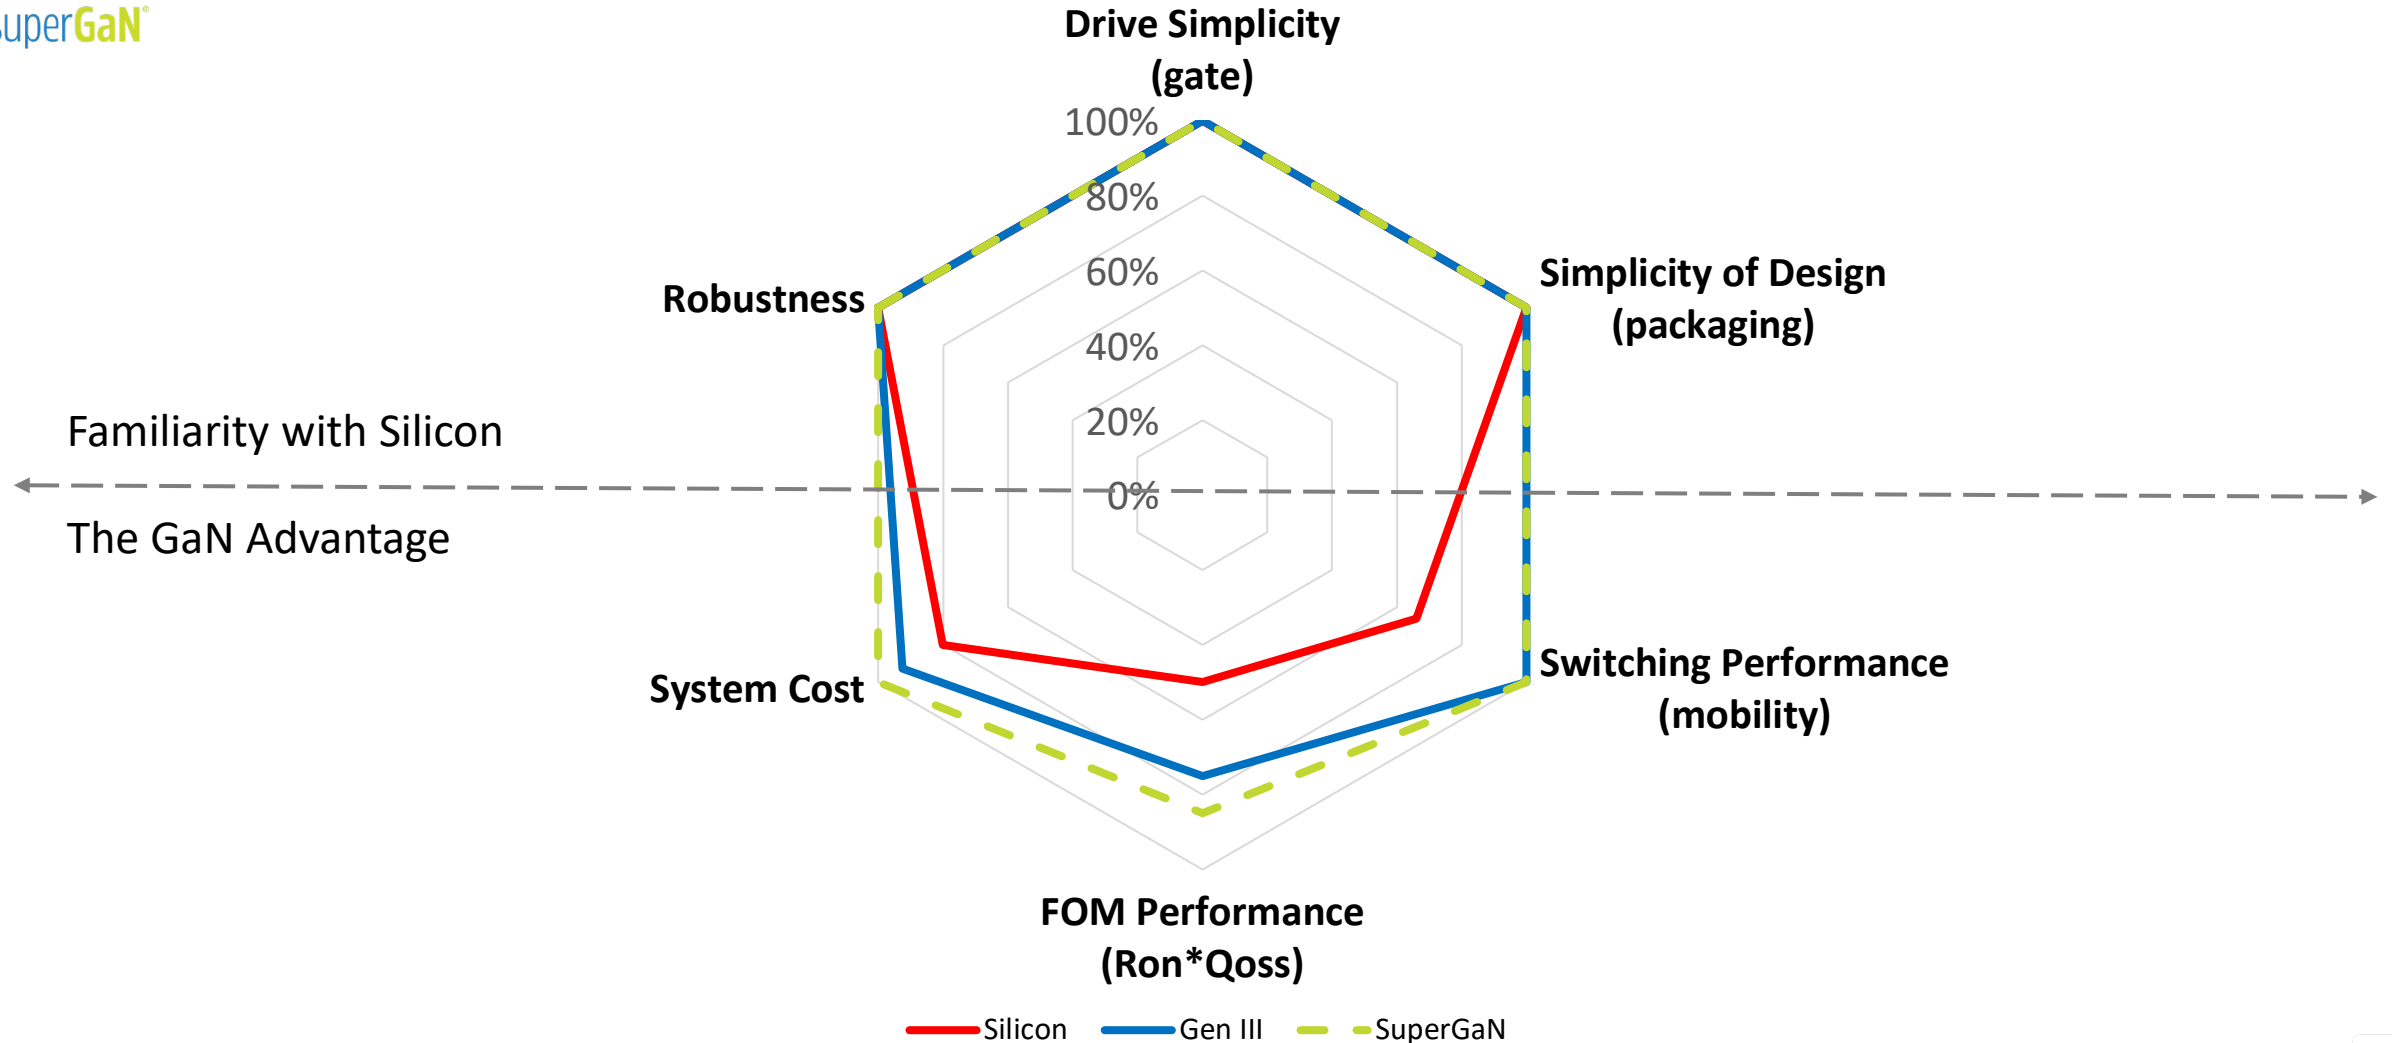 SuperGaN®
Drive Simplicity
(gate)
100%
80%
60%
40%
20%
0%
Robustness
Simplicity of Design
(packaging)
Familiarity with Silicon
The GaN Advantage
System Cost
Switching Performance
(mobility)
FOM Performance
(Ron*Qoss)
Silicon
Gen III
SuperGaN